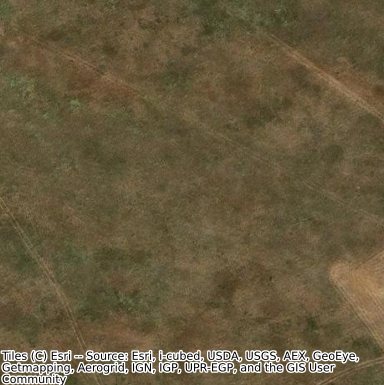 Tiles (C) Esri -- Source: Esri, i-cubed, USDA, USGS, AEX, GeoEye,
Getmapping, Aerogrid, IGN, IGP, UPR-EGP, and the GIS User
Community